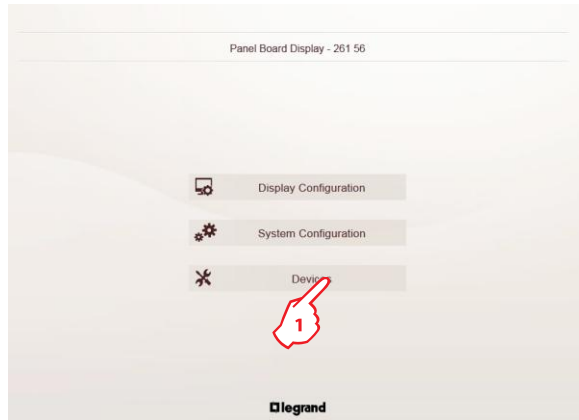 Panel Board Display - 261 56
Display Configuration
System Configuration
Devices
1
legrand